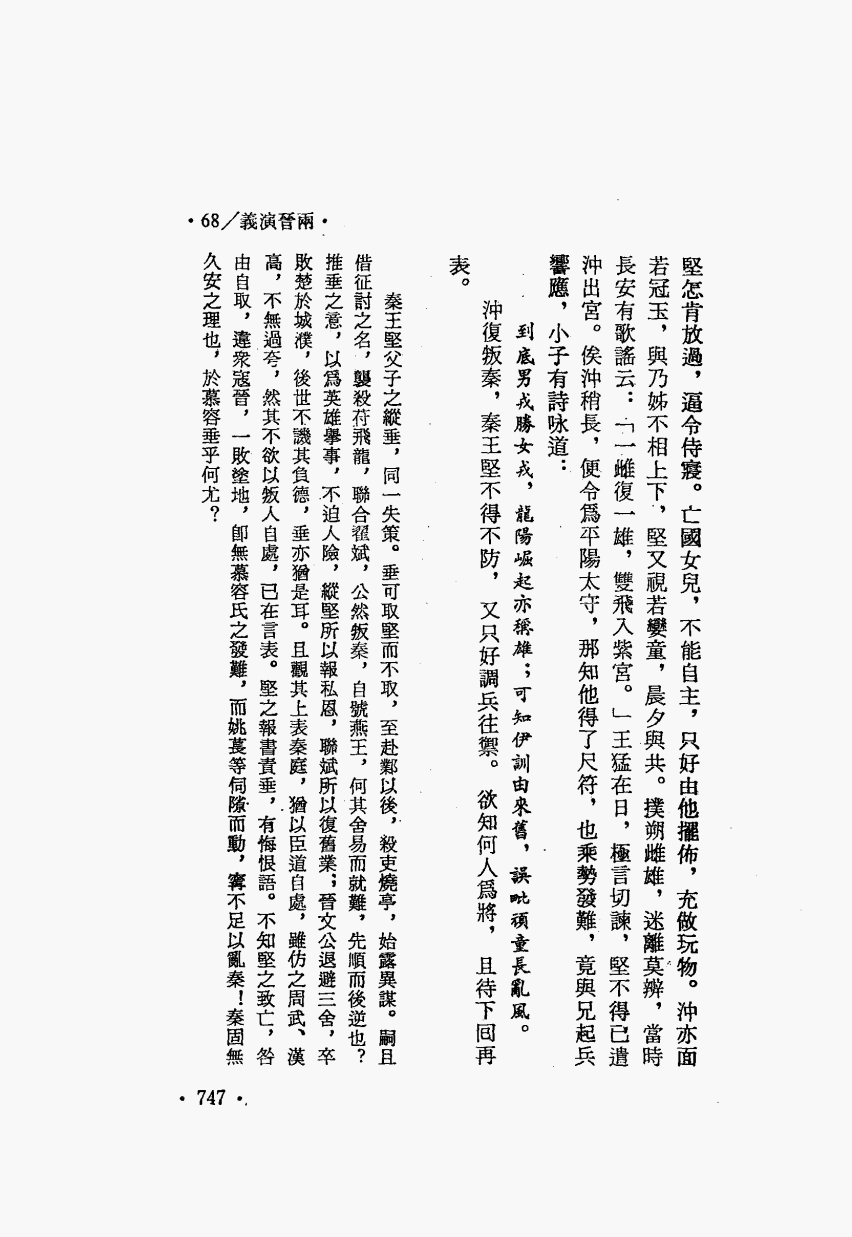 ·68／義演晉兩·
堅怎肯放過，逼令侍寢。亡國女兒，不能自主，只好由他擺佈，充做玩物。沖亦面
若冠玉，與乃姊不相上下，堅又視若孌童，晨夕與共。撲朔雌雄，迷離莫辨，當時
長安有歌謠云：「一雌復一雄，雙飛入紫宮。」王猛在日，極言切諫，堅不得已遣
沖出宮。俟沖稍長，便令爲平陽太守，那知他得了尺符，也乘勢發難，竟與兄起兵
響應，小子有詩咏道：
到底男戎勝女戎，龍陽崛起亦稱雄；可知伊訓由來舊，誤毗頑童長亂風。
沖復叛秦，秦王堅不得不防，又只好調兵往禦。欲知何人爲將，且待下回再
表。
秦王堅父子之縱垂，同一失策。垂可取堅而不取，至赴鄴以後，殺吏燒亭，始露異謀。嗣且
借征討之名，襲殺苻飛龍，聯合翟斌，公然叛秦，自號燕王，何其舍易而就難，先順而後逆也？
推垂之意，以爲英雄舉事，不迫人險，縱堅所以報私恩，聯斌所以復舊業；晉文公退避三舍，卒
敗楚於城濮，後世不譏其負德，垂亦猶是耳。且觀其上表秦庭，猶以臣道自處，雖仿之周武、漢
高，不無過夸，然其不欲以叛人自處，已在言表。堅之報書責垂，有悔恨語。不知堅之致亡，咎
由自取，違衆寇晉，一敗塗地，卽無慕容氏之發難，而姚萇等伺隙而動，寗不足以亂秦！秦固無
久安之理也，於慕容垂乎何尤？
·747·